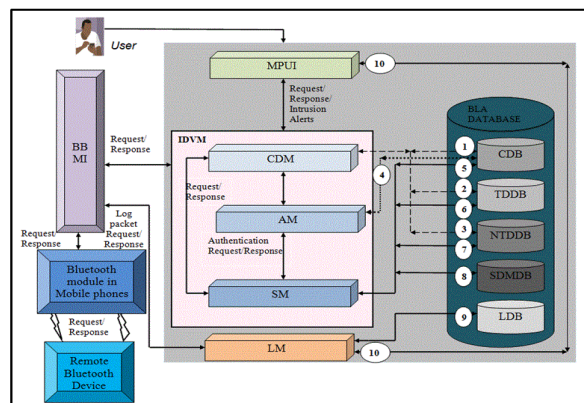 User
MPUI
10
Request/
Response/
Intrusion
Alerts
BLA
DATABASE
BB
MI
Request/
Response
IDVM
CDM
Request/
Response
4
1
CDB
5
2
TDDB
6
AM
3
NTDDB
7
Log
packet
Request/
Response
Request/
Response
Authentication
Request/Response
Bluetooth
module in
Mobile phones
SM
8
SDMDB
9
LDB
Request/
Response
LM
10
Remote
Bluetooth
Device